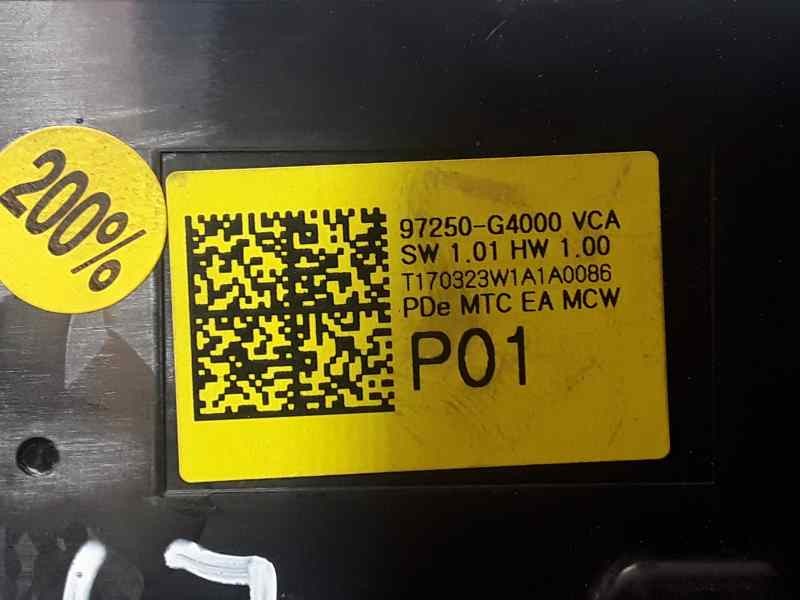 200%
97250-G4000 VCA
SW 1.01 HW 1.00
T170323W1A1A0086
PDe MTC EA MCW
P01